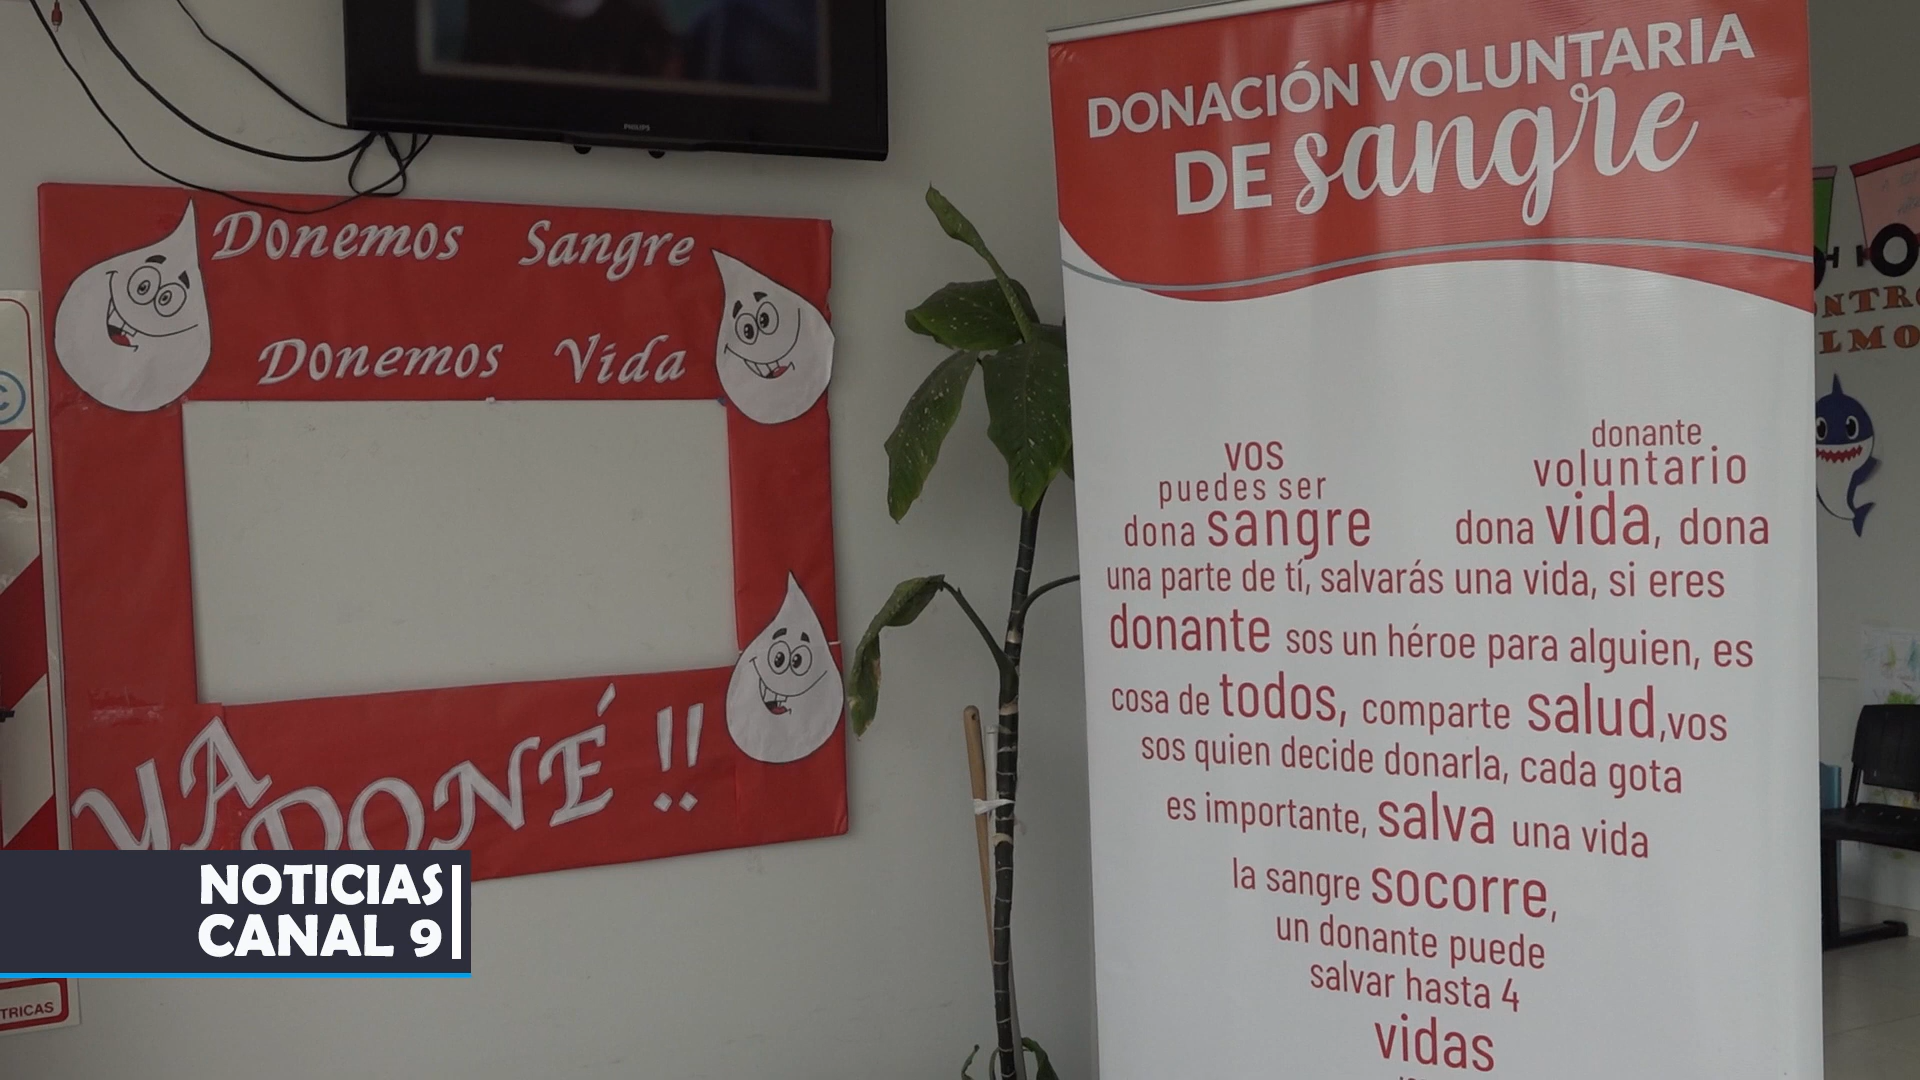 PHILIPS
Donemos Sangre
Donemos Vida
YA
DONÉ !!
DONACIÓN VOLUNTARIA
DE sangre
vos
puedes ser
dona sangre
donante
voluntario
dona vida, dona
una parte de tí, salvarás una vida, si eres
donante sos un héroe para alguien, es
cosa de todos, comparte salud,vos
sos quien decide donarla, cada gota
es importante, salva una vida
la sangre socorre,
un donante puede
salvar hasta 4
vidas
NOTICIAS
CANAL 9
TRICAS
ONTRO
LMO